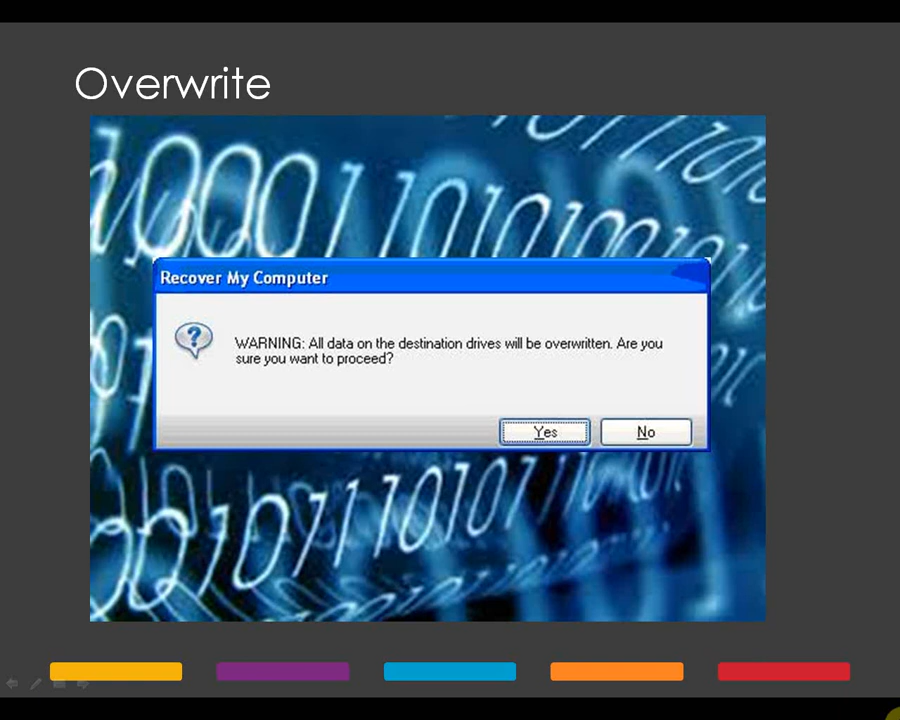 Overwrite
Recover My Computer
WARNING: All data on the destination drives will be overwritten. Are you
sure you want to proceed?
Yes No